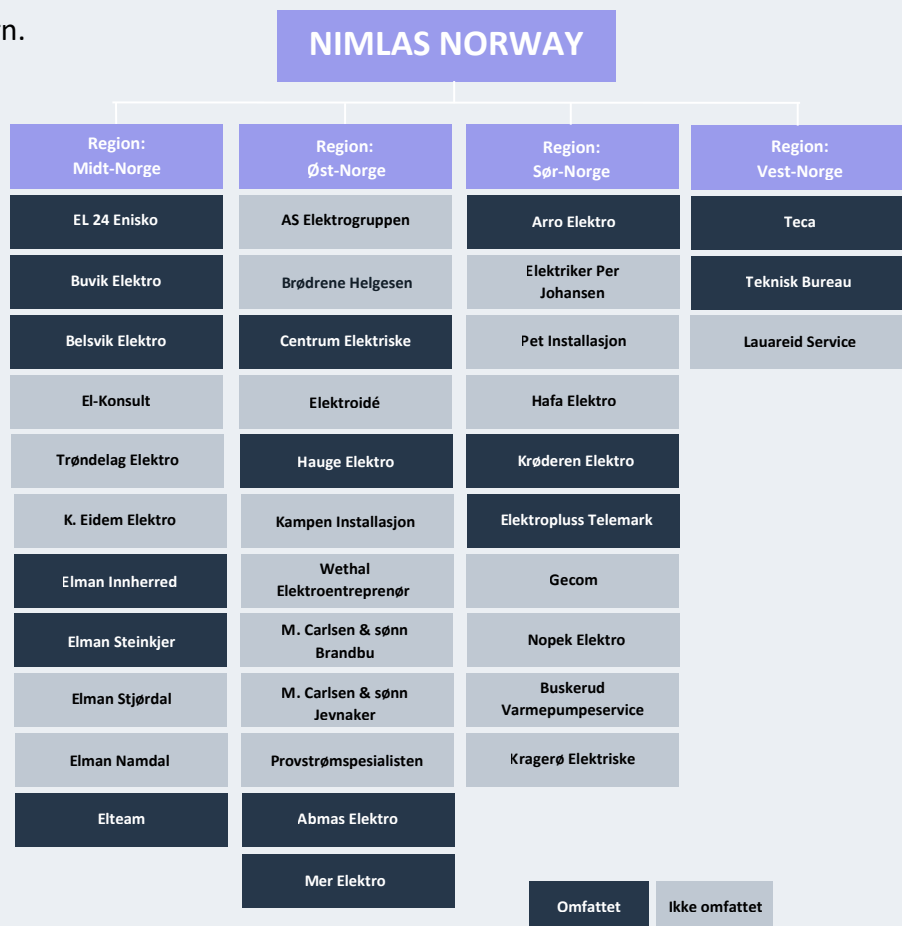 rn.
NIMLAS NORWAY
Region:
Midt-Norge
EL 24 Enisko
Buvik Elektro
Belsvik Elektro
El-Konsult
Trøndelag Elektro
K. Eidem Elektro
Elman Innherred
Elman Steinkjer
Elman Stjørdal
Elman Namdal
Elteam
Region:
Øst-Norge
AS Elektrogruppen
Brødrene Helgesen
Centrum Elektriske
Elektroidé
Hauge Elektro
Kampen Installasjon
Wethal
Elektroentreprenør
M. Carlsen & sønn
Brandbu
M. Carlsen & sønn
Jevnaker
Provstrømspesialisten
Abmas Elektro
Mer Elektro
Region:
Sør-Norge
Arro Elektro
Elektriker Per
Johansen
Pet Installasjon
Hafa Elektro
Krøderen Elektro
Elektropluss Telemark
Gecom
Nopek Elektro
Buskerud
Varmepumpeservice
Kragerø Elektriske
Region:
Vest-Norge
Teca
Teknisk Bureau
Lauareid Service
Omfattet
Ikke omfattet